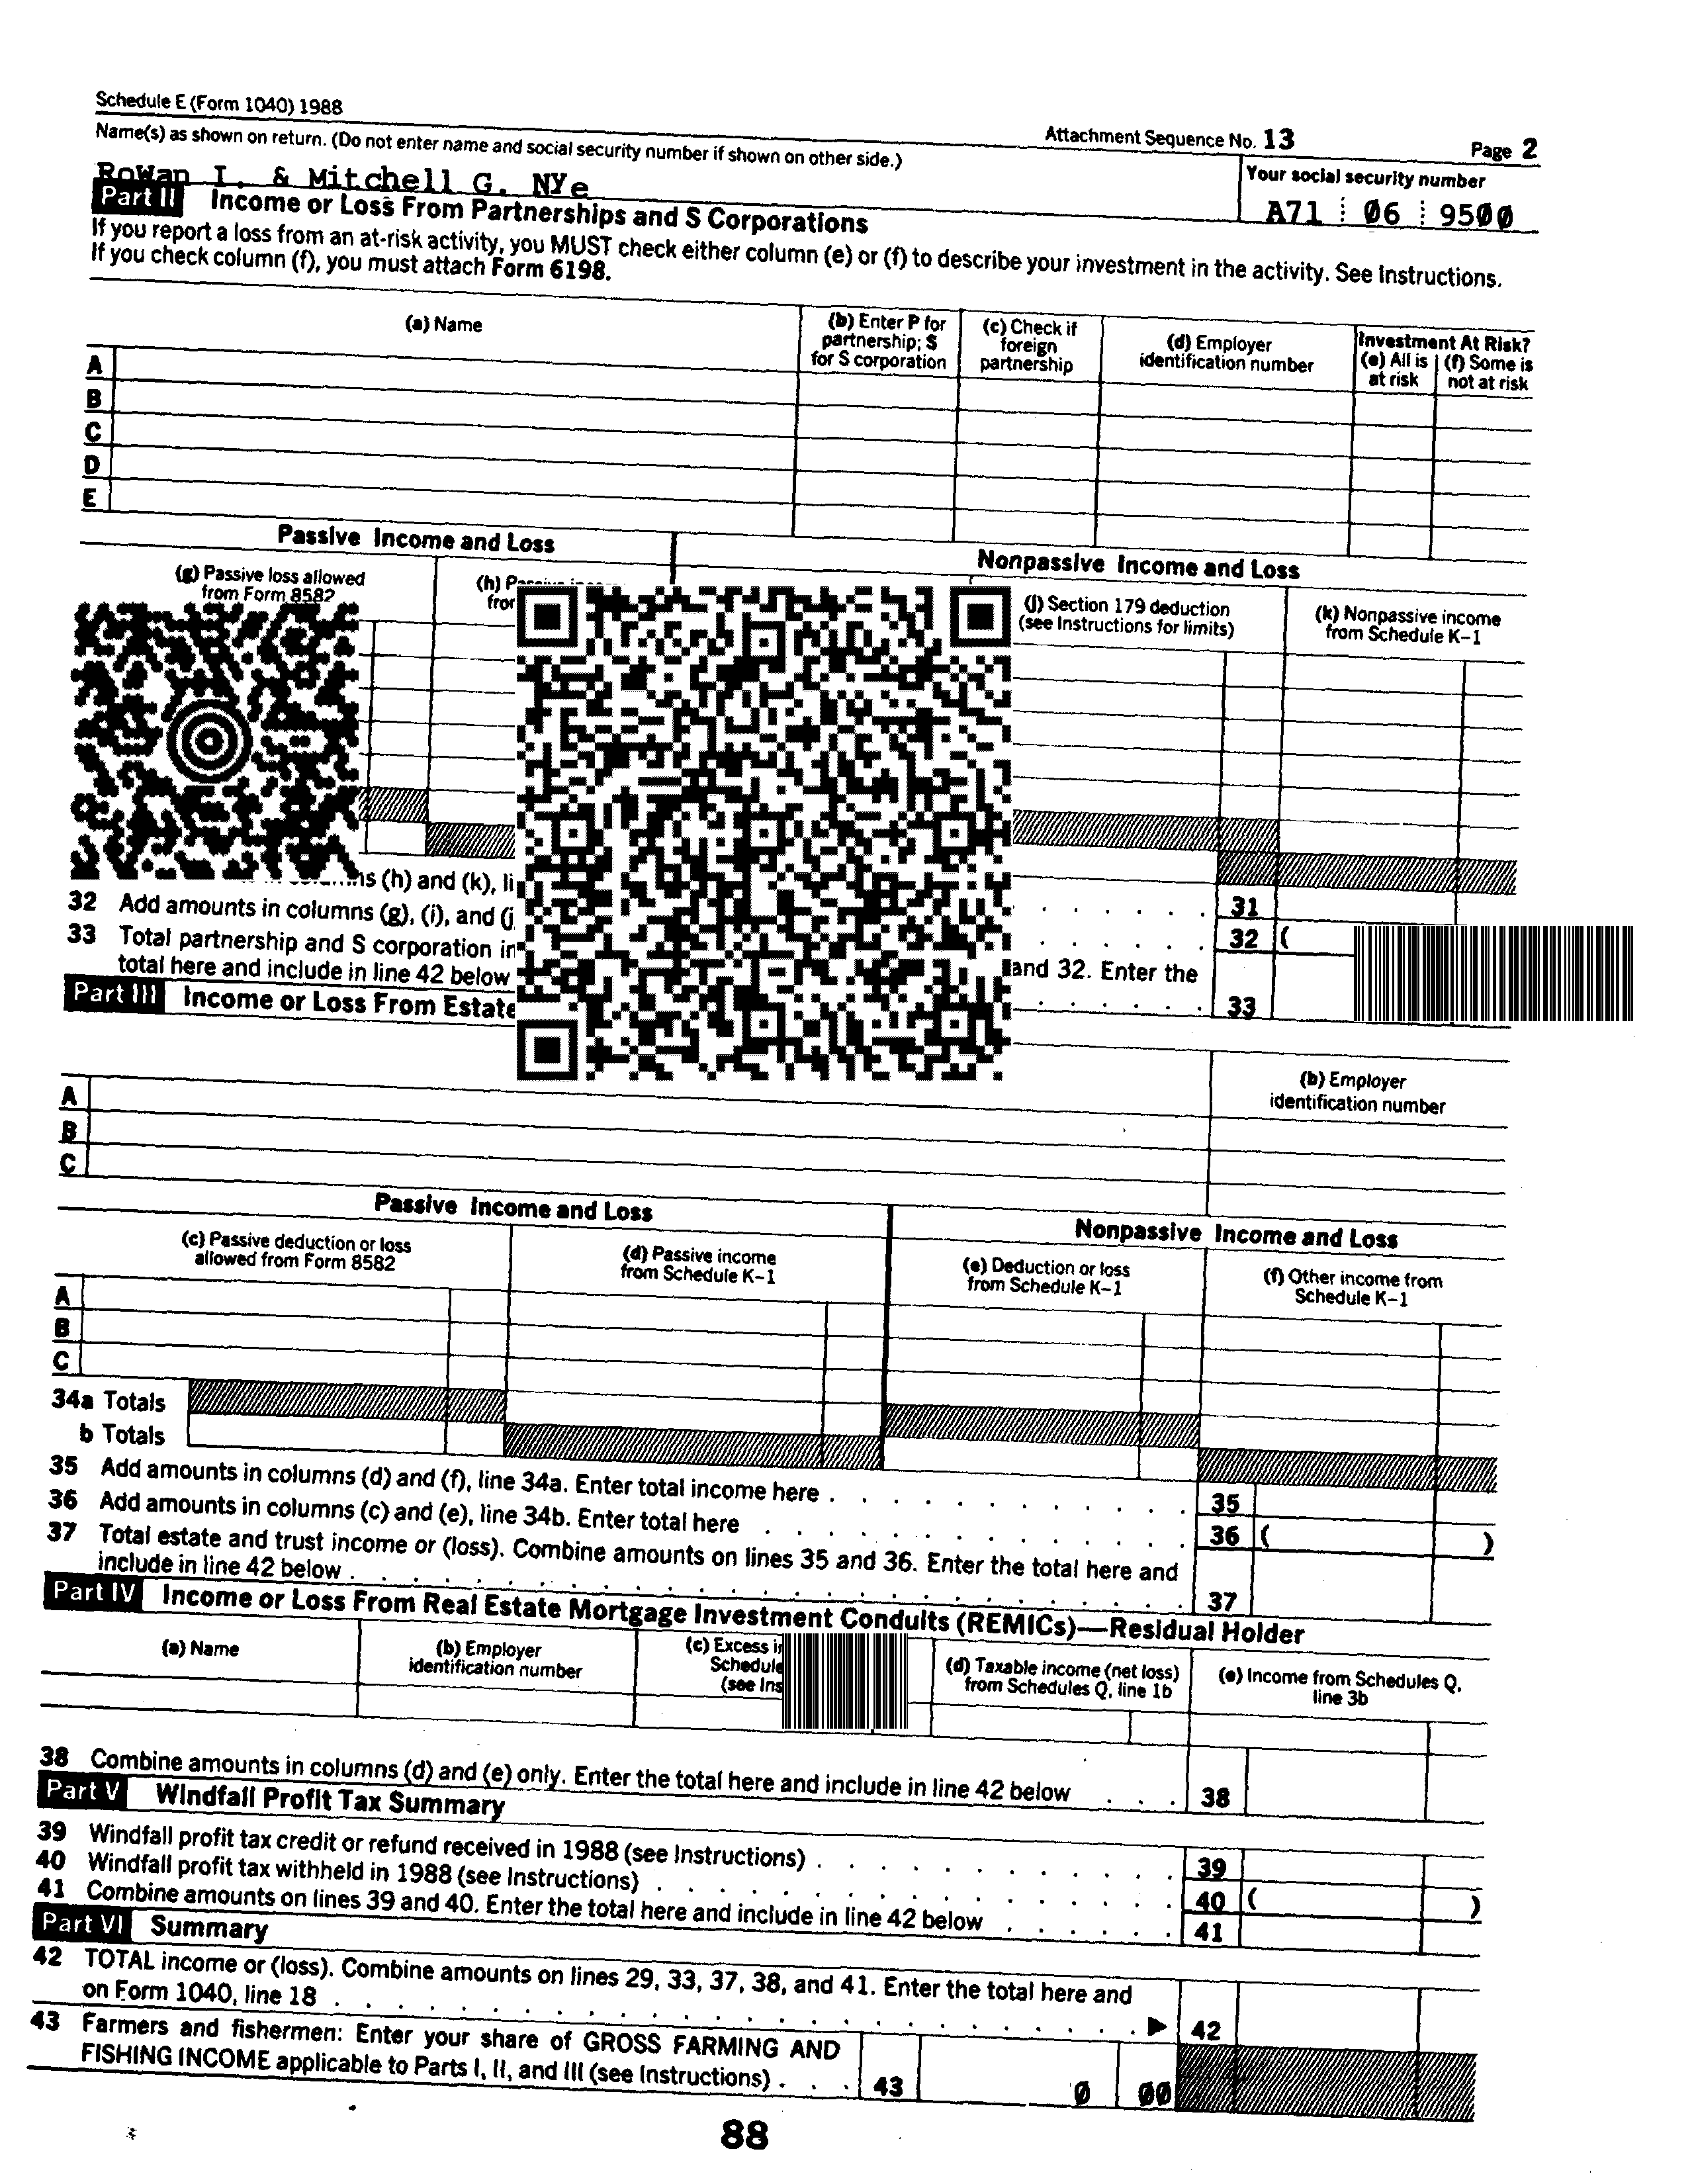 Schedule E (Form 1040) 1988
Attachment Sequence No. 13
Page 2
Name(s) as shown on return. (Do not enter name and social security number if shown on other side.)
Your social security number
RoWan I. & Mitchell G. NYe
A71 06 9500
Part II Income or Loss From Partnerships and S Corporations
If you report a loss from an at-risk activity, you MUST check either column (e) or (f) to describe your investment in the activity. See Instructions.
If you check column (f), you must attach Form 6198.
(a) Name
(b) Enter P for
partnership; S
for S corporation
(c) Check if
foreign
partnership
(d) Employer
identification number
Investment At Risk?
(e) All is
at risk
(f) Some is
not at risk
A
B
C
D
E
Passive Income and Loss
Nonpassive Income and Loss
(g) Passive loss allowed
from Form 8582
(h)
(j) Section 179 deduction
(see Instructions for limits)
(k) Nonpassive income
from Schedule K-1
(h) and (k),
31
32 Add amounts in columns (g), (i), and
32 (
33 Total partnership and S corporation
and 32. Enter the
total here and include in line 42 below
33
Part III Income or Loss From
(b) Employer
identification number
A
B
C
Passive Income and Loss
Nonpassive Income and Loss
(c) Passive deduction or loss
allowed from Form 8582
(d) Passive income
from Schedule K-1
(e) Deduction or loss
from Schedule K-1
(f) Other income from
Schedule K-1
A
B
C
34a Totals
b Totals
35 Add amounts in columns (d) and (f), line 34a. Enter total income here . . . . . . . . . . . . 35
36 Add amounts in columns (c) and (e), line 34b. Enter total here . . . . . . . . . . . . . . 36 ( )
37 Total estate and trust income or (loss). Combine amounts on lines 35 and 36. Enter the total here and
include in line 42 below . . . . . . . . . . . . . . . . . . . . . . . . . . . 37
Part IV Income or Loss From Real Estate Mortgage Investment Conduits (REMICs)—Residual Holder
(a) Name
(b) Employer
identification number
(c) Excess
Schedule
(see
(d) Taxable income (net loss)
from Schedules Q, line 1b
(e) Income from Schedules Q,
line 3b
38 Combine amounts in columns (d) and (e) only. Enter the total here and include in line 42 below . . . 38
Part V Windfall Profit Tax Summary
39 Windfall profit tax credit or refund received in 1988 (see Instructions) . . . . . . . . . . . . 39
40 Windfall profit tax withheld in 1988 (see Instructions) . . . . . . . . . . . . . . . . . 40 ( )
41 Combine amounts on lines 39 and 40. Enter the total here and include in line 42 below . . . . . . 41
Part VI Summary
42 TOTAL income or (loss). Combine amounts on lines 29, 33, 37, 38, and 41. Enter the total here and
on Form 1040, line 18 . . . . . . . . . . . . . . . . . . . . . . . . . . ▶ 42
43 Farmers and fishermen: Enter your share of GROSS FARMING AND
FISHING INCOME applicable to Parts I, II, and III (see Instructions) . . . . 43 0 00
88